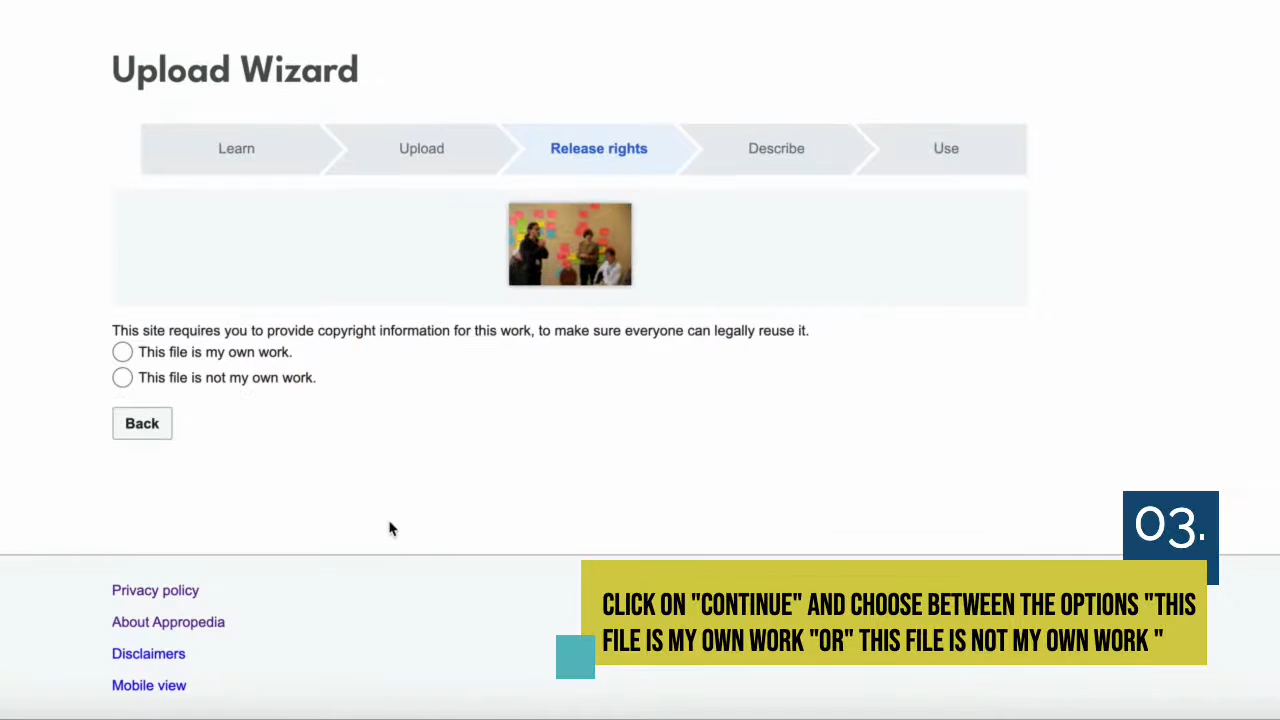 Upload Wizard
Learn
Upload
Release rights
Describe
Use
This site requires you to provide copyright information for this work, to make sure everyone can legally reuse it.
This file is my own work.
This file is not my own work.
Back
03.
CLICK ON "CONTINUE" AND CHOOSE BETWEEN THE OPTIONS "THIS
FILE IS MY OWN WORK "OR" THIS FILE IS NOT MY OWN WORK "
Privacy policy
About Appropedia
Disclaimers
Mobile view